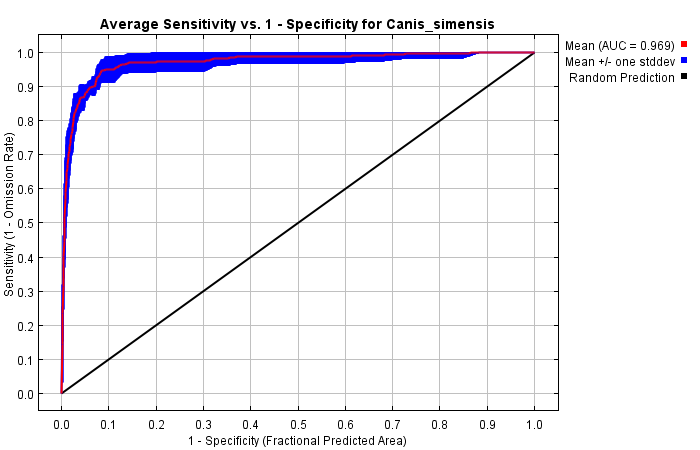 Average Sensitivity vs. 1 - Specificity for Canis_simensis
Mean (AUC = 0.969)
Mean +/- one stddev
Random Prediction
Sensitivity (1 - Omission Rate)
1.0
0.9
0.8
0.7
0.6
0.5
0.4
0.3
0.2
0.1
0.0
0.0 0.1 0.2 0.3 0.4 0.5 0.6 0.7 0.8 0.9 1.0
1 - Specificity (Fractional Predicted Area)